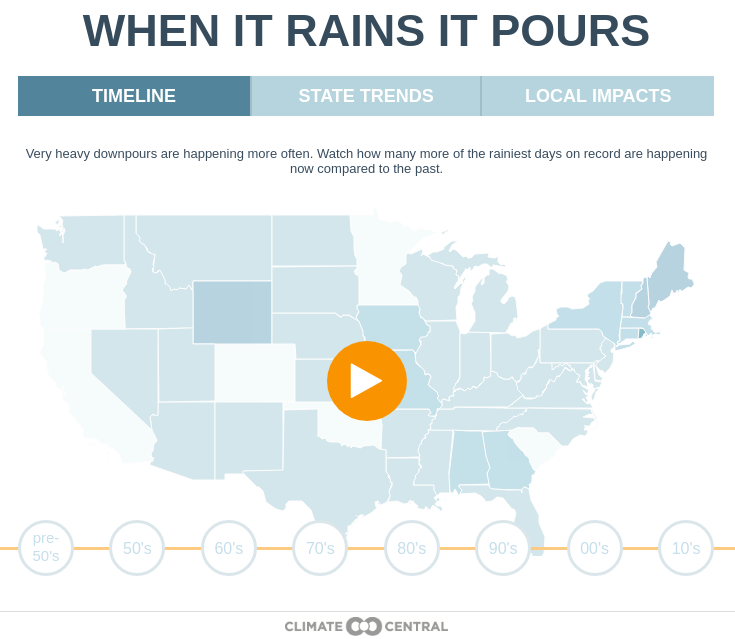 WHEN IT RAINS IT POURS
TIMELINE
STATE TRENDS
LOCAL IMPACTS
Very heavy downpours are happening more often. Watch how many more of the rainiest days on record are happening
now compared to the past.
pre-
50's
50's
60's
70's
80's
90's
00's
10's
CLIMATE CENTRAL